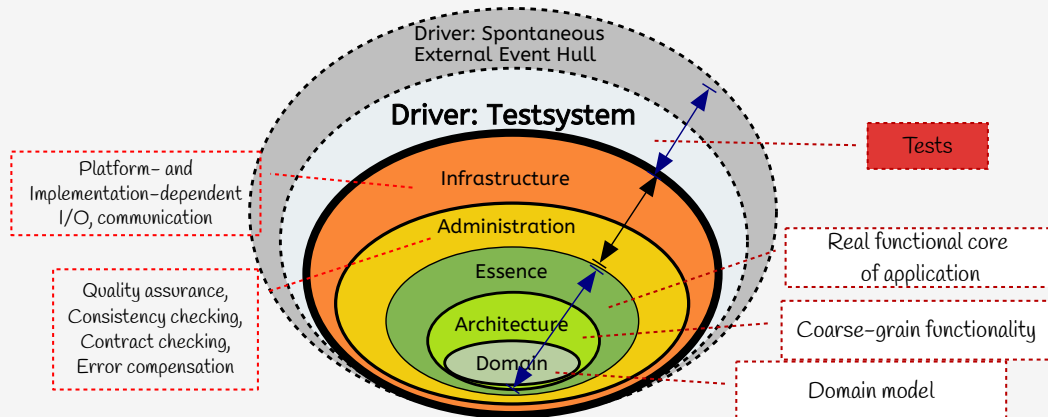 Driver: Spontaneous
External Event Hull
Driver: Testsystem
Tests
Platform- and
Implementation-dependent
I/O, communication
Infrastructure
Administration
Real functional core
of application
Essence
Quality assurance,
Consistency checking,
Contract checking,
Error compensation
Architecture
Coarse-grain functionality
Domain
Domain model